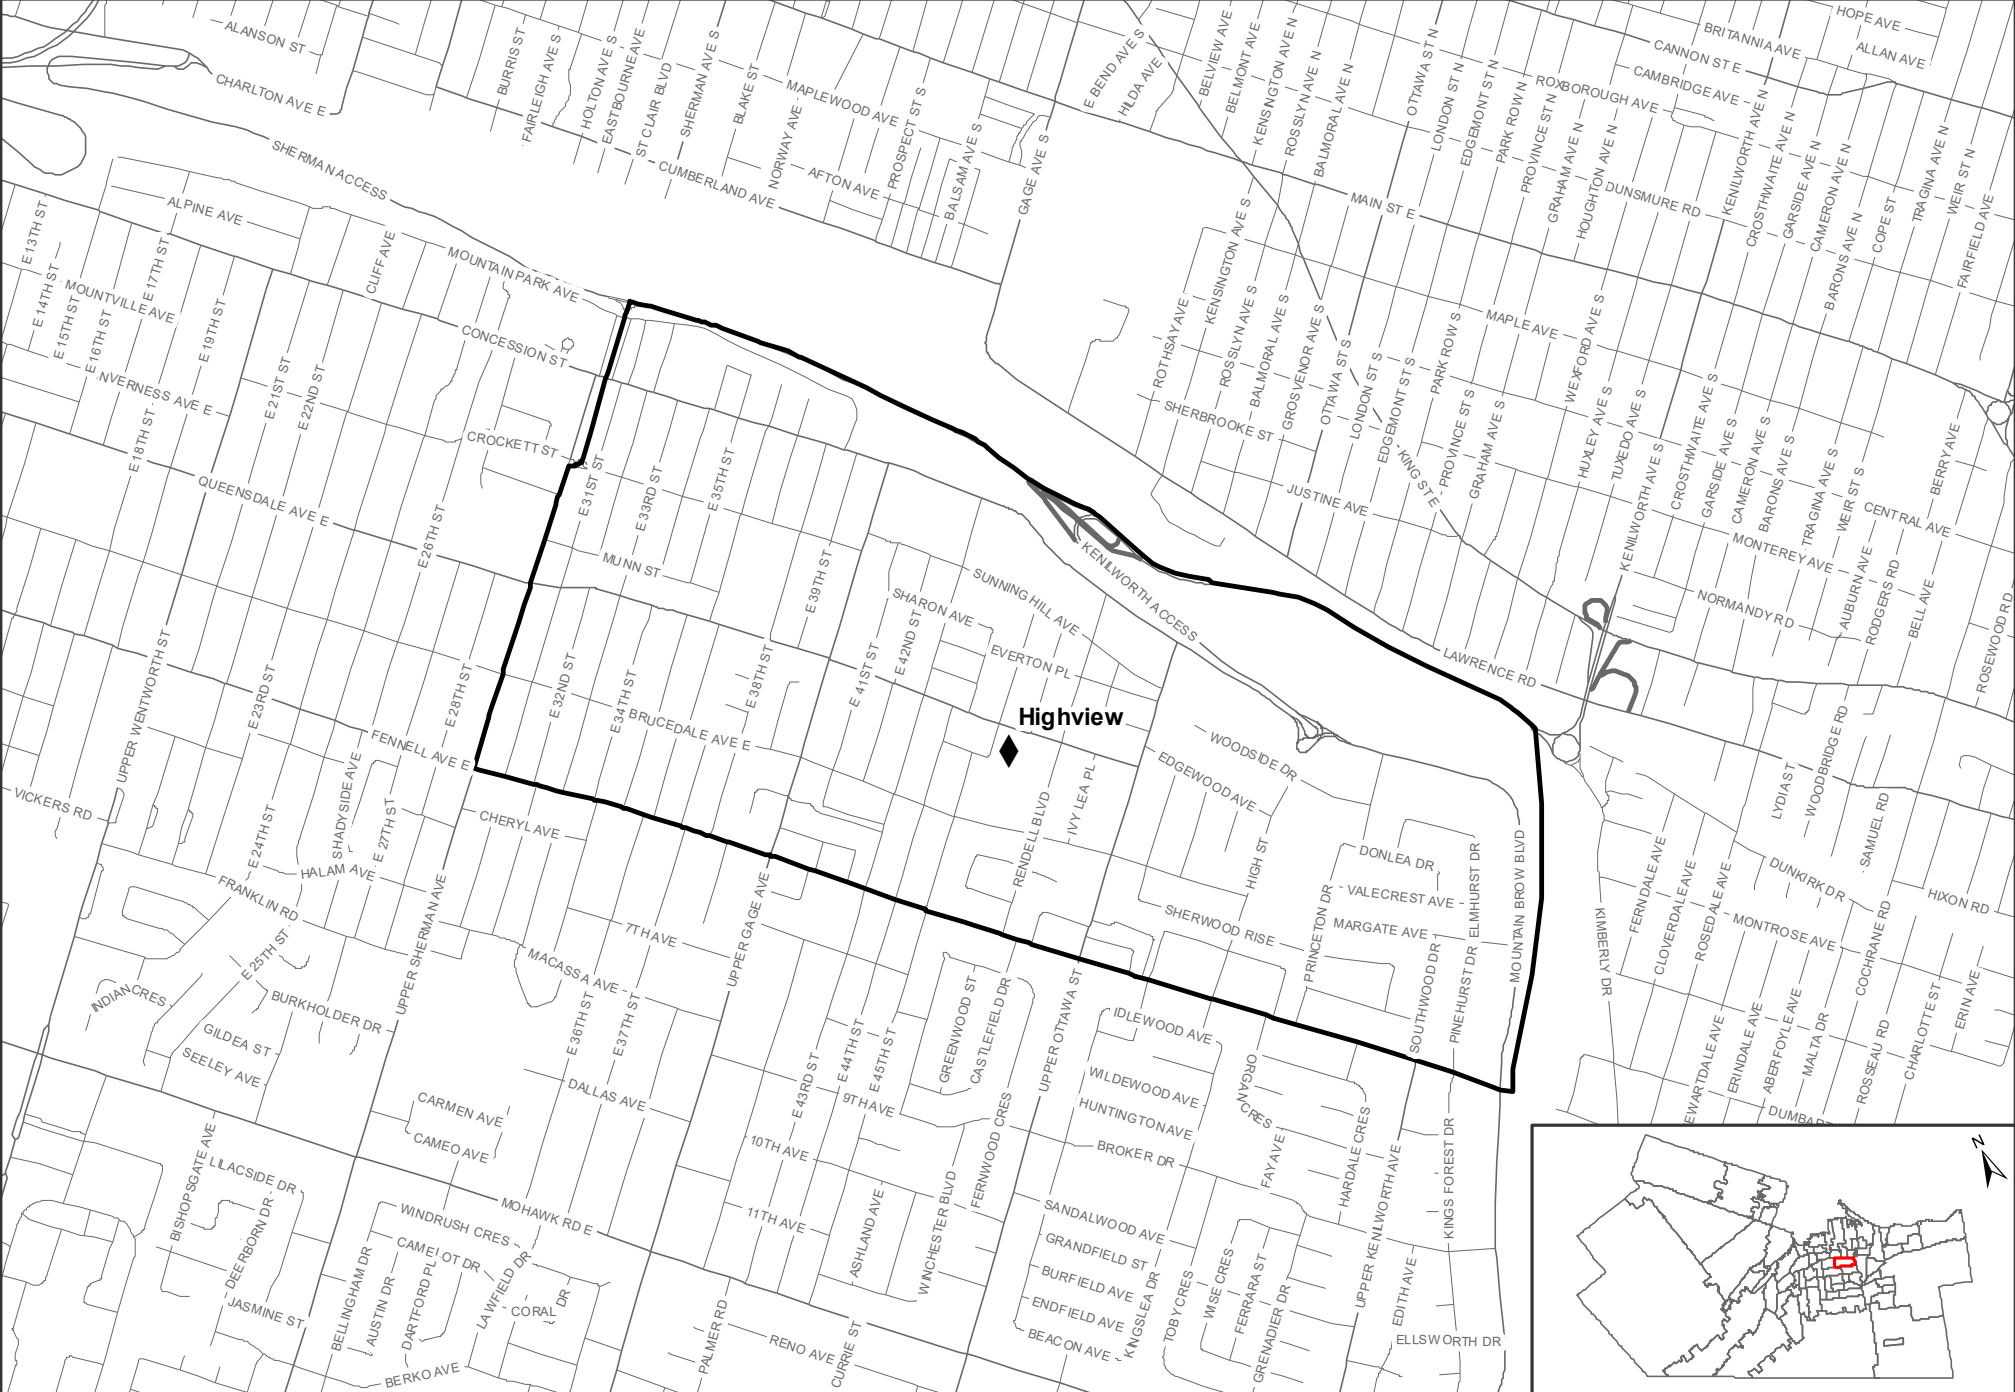 ALANSON ST
CHARLTON AVE E
BURRIS ST
FAIRLEIGH AVE S
HOLTON AVE S
EASTBOURNE AVE
ST CLAIR BLVD
SHERMAN AVE S
BLAKE ST
MAPLEWOOD AVE
NORWAY AVE
PROSPECT ST S
AFTON AVE
BALSAM AVE S
GAGE AVE S
CUMBERLAND AVE
E BEND AVE S
HILDA AVE
BELVIEW AVE
BELMONT AVE
KENSINGTON AVE N
ROSSLYN AVE N
BALMORAL AVE N
OTTAWA ST N
LONDON ST N
EDGEMONT ST N
PARK ROW N
PROVINCE ST N
GRAHAM AVE N
HOUGHTON AVE N
BRITANNIA AVE
HOPE AVE
CANNON ST E
ALLAN AVE
CAMBRIDGE AVE
ROXBOROUGH AVE
KENILWORTH AVE N
CROSTHWAITE AVE N
GARSIDE AVE N
CAMERON AVE N
BARONS AVE N
COPE ST
TRAGINA AVE N
WEIR ST N
FAIRFIELD AVE
DUNSMURE RD
MAIN ST E
SHERMAN ACCESS
ALPINE AVE
E 13TH ST
E 14TH ST
E 15TH ST
E 16TH ST
E 17TH ST
MOUNTVILLE AVE
E 19TH ST
CLIFF AVE
MOUNTAIN PARK AVE
CONCESSION ST
NVERNESS AVE E
E 18TH ST
E 21ST ST
E 22ND ST
CROCKETT ST
QUEENSDALE AVE E
E 26TH ST
E 31ST ST
E 33RD ST
E 35TH ST
MUNN ST
E 39TH ST
ROTHSAY AVE
KENSINGTON AVE S
ROSSLYN AVE S
BALMORAL AVE S
GROSVENOR AVE S
OTTAWA ST S
LONDON ST S
EDGEMONT ST S
PARK ROW S
PROVINCE ST S
GRAHAM AVE S
MAPLE AVE
WEXFORD AVE S
HUXLEY AVE S
TUXEDO AVE S
KENILWORTH AVE S
CROSTHWAITE AVE S
GARSIDE AVE S
CAMERON AVE S
BARONS AVE S
TRAGINA AVE S
WEIR ST S
BERRY AVE
CENTRAL AVE
MONTEREY AVE
SHERBROOKE ST
KING ST E
JUSTINE AVE
NORMANDY RD
AUBURN AVE
RODGERS RD
BELL AVE
ROSEWOOD RD
KENILWORTH ACCESS
SUNNING HILL AVE
SHARON AVE
EVERTON PL
E 42ND ST
E 41ST ST
E 38TH ST
LAWRENCE RD
UPPER WENTWORTH ST
E 23RD ST
E 28TH ST
E 32ND ST
E 34TH ST
BRUCEDALE AVE E
FENNELL AVE E
Highview
WOODSIDE DR
EDGEWOOD AVE
IVY LEA PL
RENDELL BLVD
HIGH ST
DONLEA DR
VALECREST AVE
MARGATE AVE
ELMHURST DR
MOUNTAIN BROW BLVD
PRINCETON DR
SHERWOOD RISE
SOUTHWOOD DR
PINEHURST DR
VICKERS RD
SHADYSIDE AVE
E 24TH ST
E 27TH ST
HALAM AVE
FRANKLIN RD
CHERYL AVE
UPPER SHERMAN AVE
E 25TH ST
7TH AVE
MACASSA AVE
UPPER GAGE AVE
INDIAN CRES
BURKHOLDER DR
GILDEA ST
SEELEY AVE
E 36TH ST
E 37TH ST
DALLAS AVE
CARMEN AVE
CAMEO AVE
E 43RD ST
E 44TH ST
E 45TH ST
9TH AVE
10TH AVE
11TH AVE
GREENWOOD ST
CASTLEFIELD DR
UPPER OTTAWA ST
FERNWOOD CRES
WINCHESTER BLVD
ASHLAND AVE
IDLEWOOD AVE
WILDEWOOD AVE
HUNTINGTON AVE
BROKER DR
ORGAN
CRES
FAY AVE
HARDALE CRES
UPPER KENILWORTH AVE
KINGS FOREST DR
KIMBERLY DR
FERNDALE AVE
CLOVERDALE AVE
ROSEDALE AVE
LYDIA ST
WOODBRIDGE RD
SAMUEL RD
DUNKIRK DR
MONTROSE AVE
HIXON RD
COCHRANE RD
EWARTDALE AVE
ERINDALE AVE
ABERFOYLE AVE
MALTA DR
ROSSEAU RD
CHARLOTTE ST
ERIN AVE
DUMBAR
BISHOPSGATE AVE
LILACSIDE DR
DEERBORN DR
JASMINE ST
MOHAWK RD E
WINDRUSH CRES
CAMELOT DR
BELLINGHAM DR
AUSTIN DR
DARTFORD PL
LAWFIELD DR
CORAL
DR
BERKO AVE
PALMER RD
RENO AVE
CURRIE ST
SANDALWOOD AVE
GRANDFIELD ST
BURFIELD AVE
ENDFIELD AVE
BEACON AVE
KINGSLEA DR
TOBY CRES
WISE CRES
FERRARA ST
GRENADIER DR
EDITH AVE
ELLSWORTH DR
N